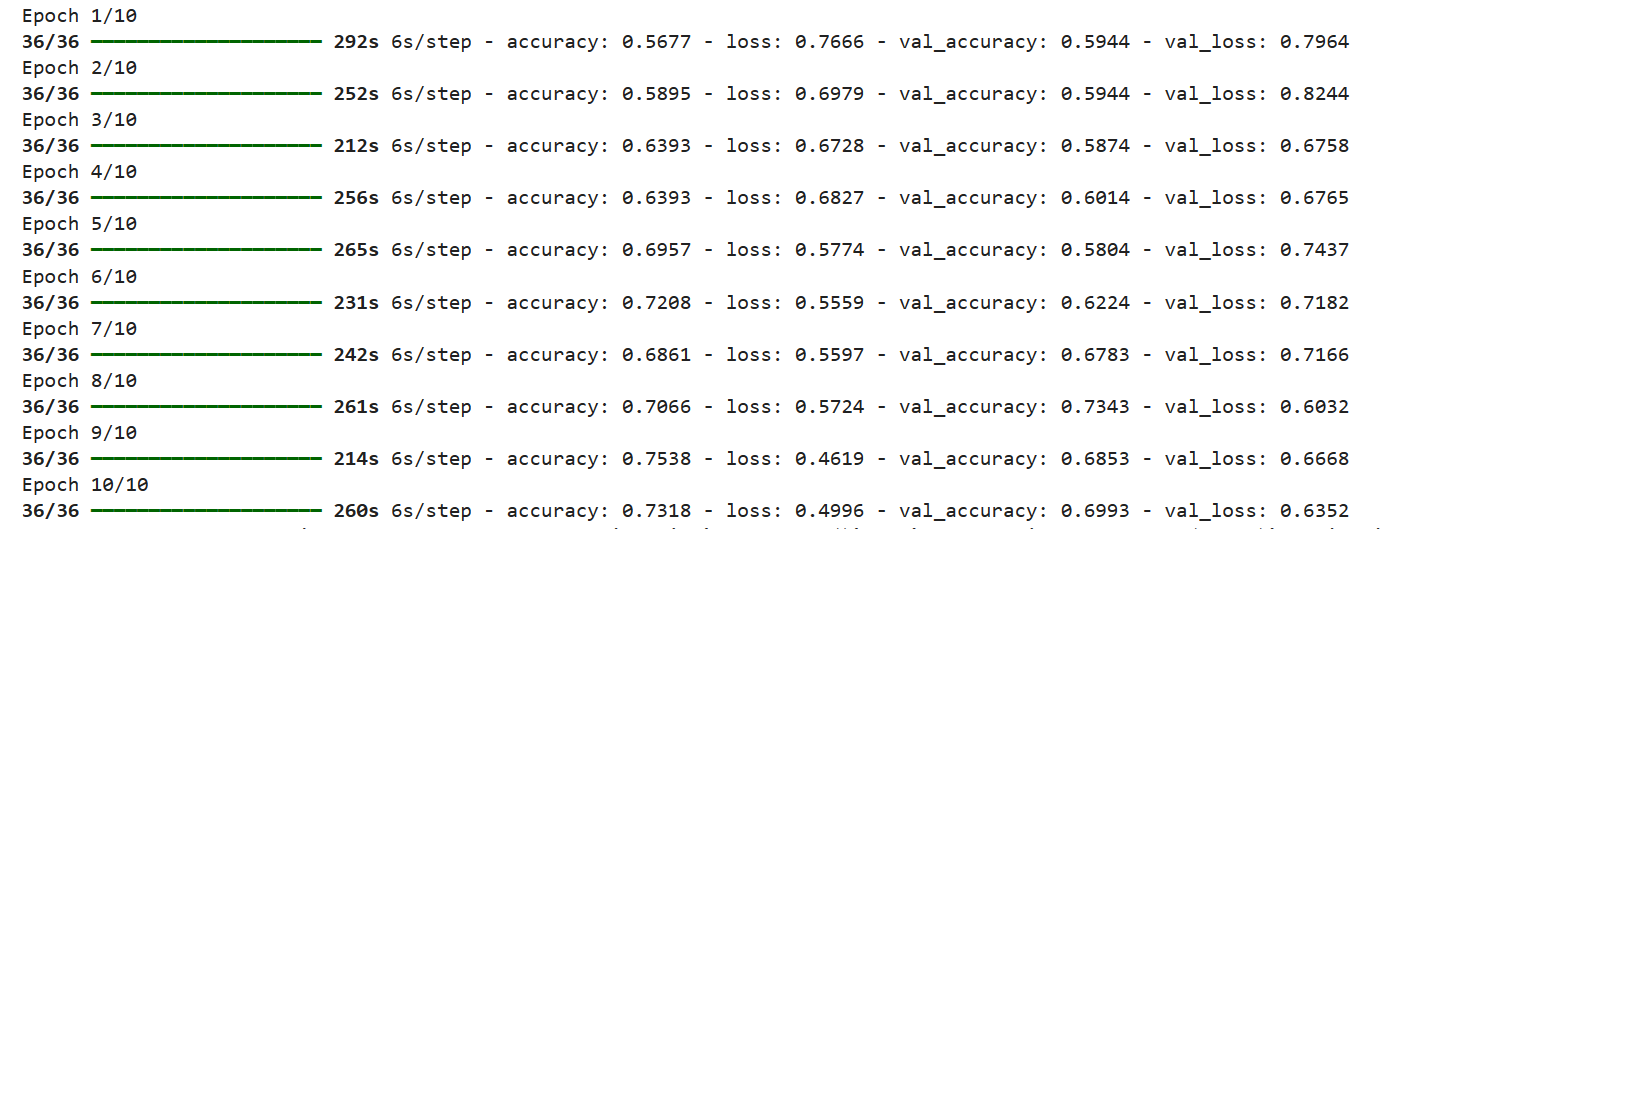 Epoch 1/10
36/36 ━━━━━━━━━━━━━━━━━━━━ 292s 6s/step - accuracy: 0.5677 - loss: 0.7666 - val_accuracy: 0.5944 - val_loss: 0.7964
Epoch 2/10
36/36 ━━━━━━━━━━━━━━━━━━━━ 252s 6s/step - accuracy: 0.5895 - loss: 0.6979 - val_accuracy: 0.5944 - val_loss: 0.8244
Epoch 3/10
36/36 ━━━━━━━━━━━━━━━━━━━━ 212s 6s/step - accuracy: 0.6393 - loss: 0.6728 - val_accuracy: 0.5874 - val_loss: 0.6758
Epoch 4/10
36/36 ━━━━━━━━━━━━━━━━━━━━ 256s 6s/step - accuracy: 0.6393 - loss: 0.6827 - val_accuracy: 0.6014 - val_loss: 0.6765
Epoch 5/10
36/36 ━━━━━━━━━━━━━━━━━━━━ 265s 6s/step - accuracy: 0.6957 - loss: 0.5774 - val_accuracy: 0.5804 - val_loss: 0.7437
Epoch 6/10
36/36 ━━━━━━━━━━━━━━━━━━━━ 231s 6s/step - accuracy: 0.7208 - loss: 0.5559 - val_accuracy: 0.6224 - val_loss: 0.7182
Epoch 7/10
36/36 ━━━━━━━━━━━━━━━━━━━━ 242s 6s/step - accuracy: 0.6861 - loss: 0.5597 - val_accuracy: 0.6783 - val_loss: 0.7166
Epoch 8/10
36/36 ━━━━━━━━━━━━━━━━━━━━ 261s 6s/step - accuracy: 0.7066 - loss: 0.5724 - val_accuracy: 0.7343 - val_loss: 0.6032
Epoch 9/10
36/36 ━━━━━━━━━━━━━━━━━━━━ 214s 6s/step - accuracy: 0.7538 - loss: 0.4619 - val_accuracy: 0.6853 - val_loss: 0.6668
Epoch 10/10
36/36 ━━━━━━━━━━━━━━━━━━━━ 260s 6s/step - accuracy: 0.7318 - loss: 0.4996 - val_accuracy: 0.6993 - val_loss: 0.6352